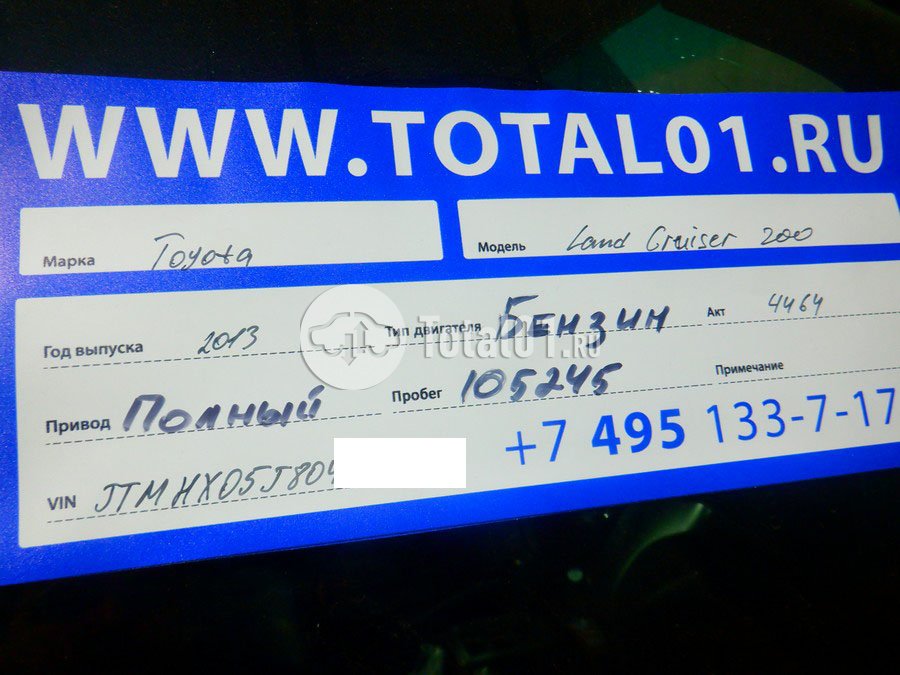 WWW.TOTAL01.RU
Марка Toyota Модель Land Cruiser 200
Год выпуска 2013 Тип двигателя Бензин Акт 4464
Total01.RU
Привод Полный Пробег 105245 Примечание
+7 495 133-7-17
VIN JTMHX05J804